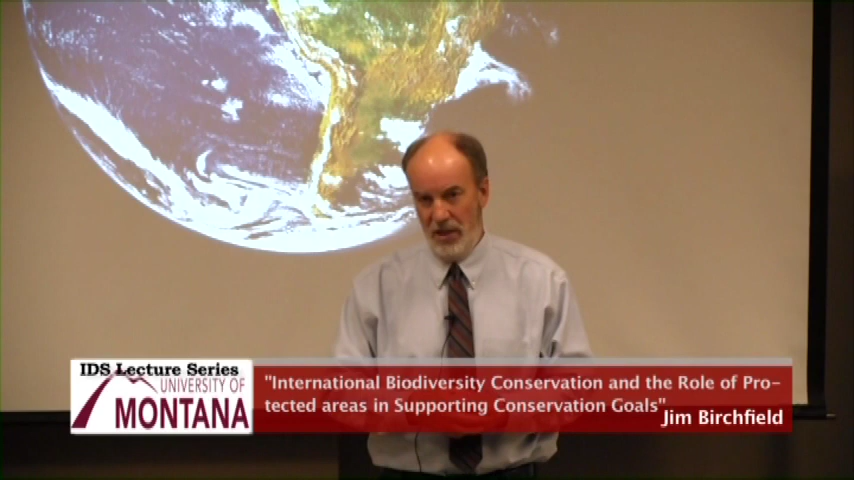 IDS Lecture Series
UNIVERSITY OF
MONTANA
"International Biodiversity Conservation and the Role of Pro-
tected areas in Supporting Conservation Goals"
Jim Birchfield